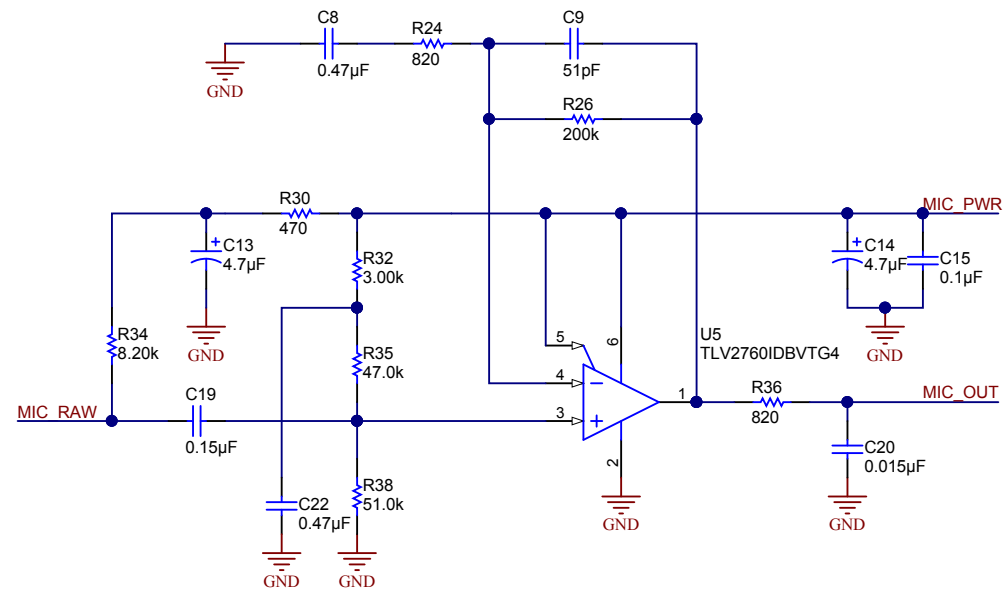 C8
0.47µF
GND
R24
820
C9
51pF
R26
200k
R30
470
MIC_PWR
C13
4.7µF
GND
R32
3.00k
C14
4.7µF
C15
0.1µF
GND
R34
8.20k
R35
47.0k
5
6
4
3
2
1
U5
TLV2760IDBVTG4
MIC_RAW
C19
0.15µF
R36
820
MIC_OUT
C20
0.015µF
GND
C22
0.47µF
GND
R38
51.0k
GND
GND